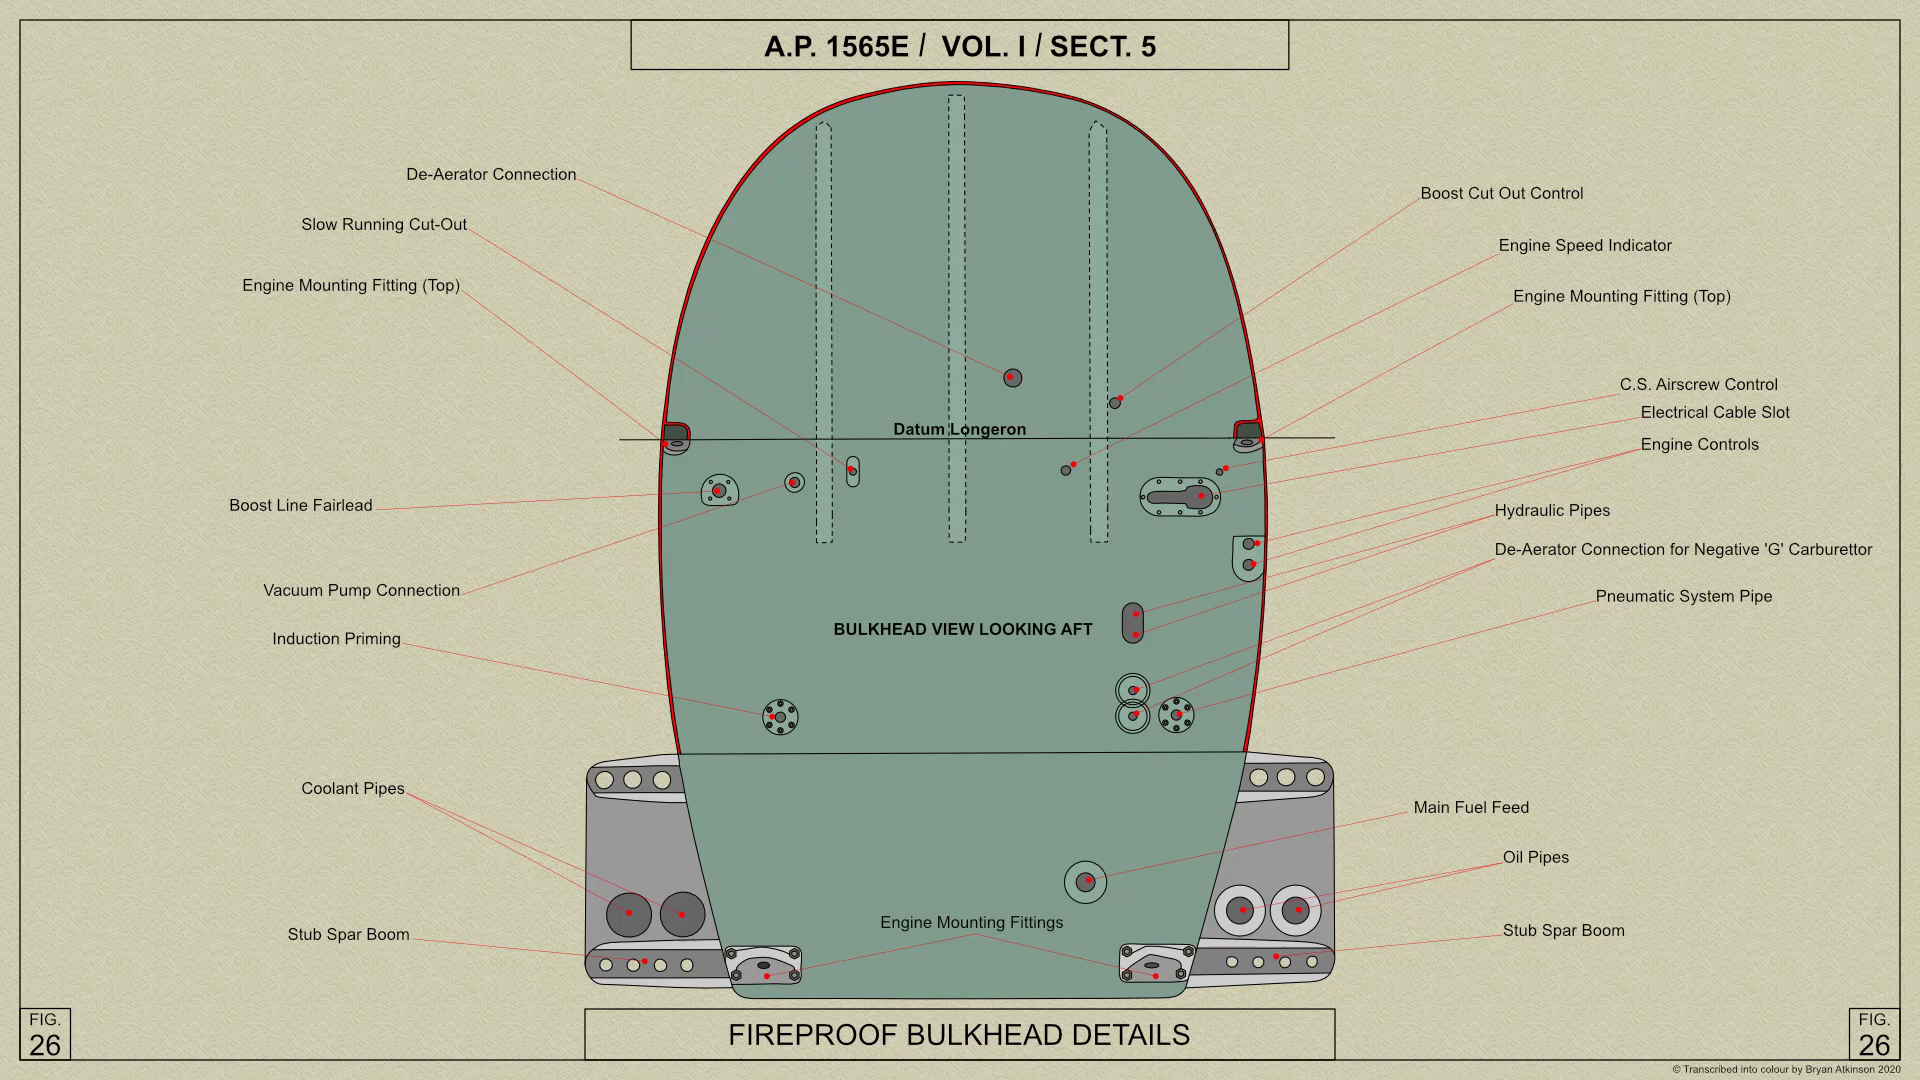 A.P. 1565E / VOL. I / SECT. 5
De-Aerator Connection
Slow Running Cut-Out
Engine Mounting Fitting (Top)
Boost Line Fairlead
Vacuum Pump Connection
Induction Priming
Coolant Pipes
Stub Spar Boom
Datum Longeron
BULKHEAD VIEW LOOKING AFT
Engine Mounting Fittings
Boost Cut Out Control
Engine Speed Indicator
Engine Mounting Fitting (Top)
C.S. Airscrew Control
Electrical Cable Slot
Engine Controls
Hydraulic Pipes
De-Aerator Connection for Negative 'G' Carburettor
Pneumatic System Pipe
Main Fuel Feed
Oil Pipes
Stub Spar Boom
FIG.
26
FIREPROOF BULKHEAD DETAILS
FIG.
26
© Transcribed into colour by Bryan Atkinson 2020